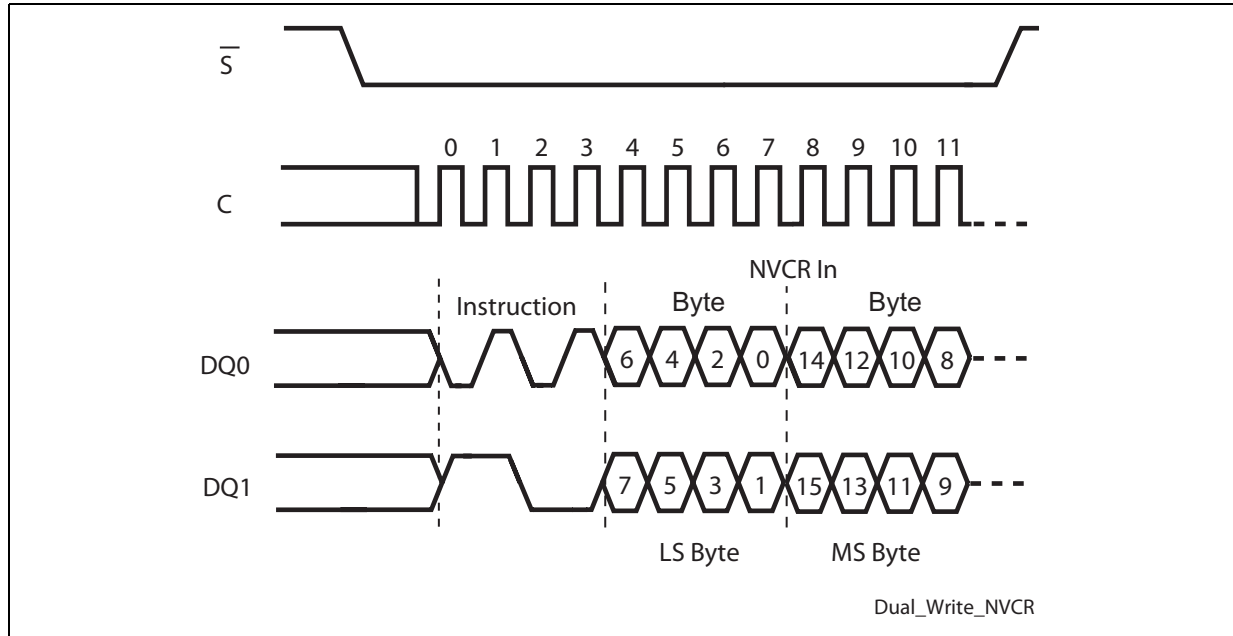 S
0 1 2 3 4 5 6 7 8 9 10 11
C
NVCR In
Instruction Byte Byte
DQ0 6 4 2 0 14 12 10 8
DQ1 7 5 3 1 15 13 11 9
LS Byte MS Byte
Dual_Write_NVCR